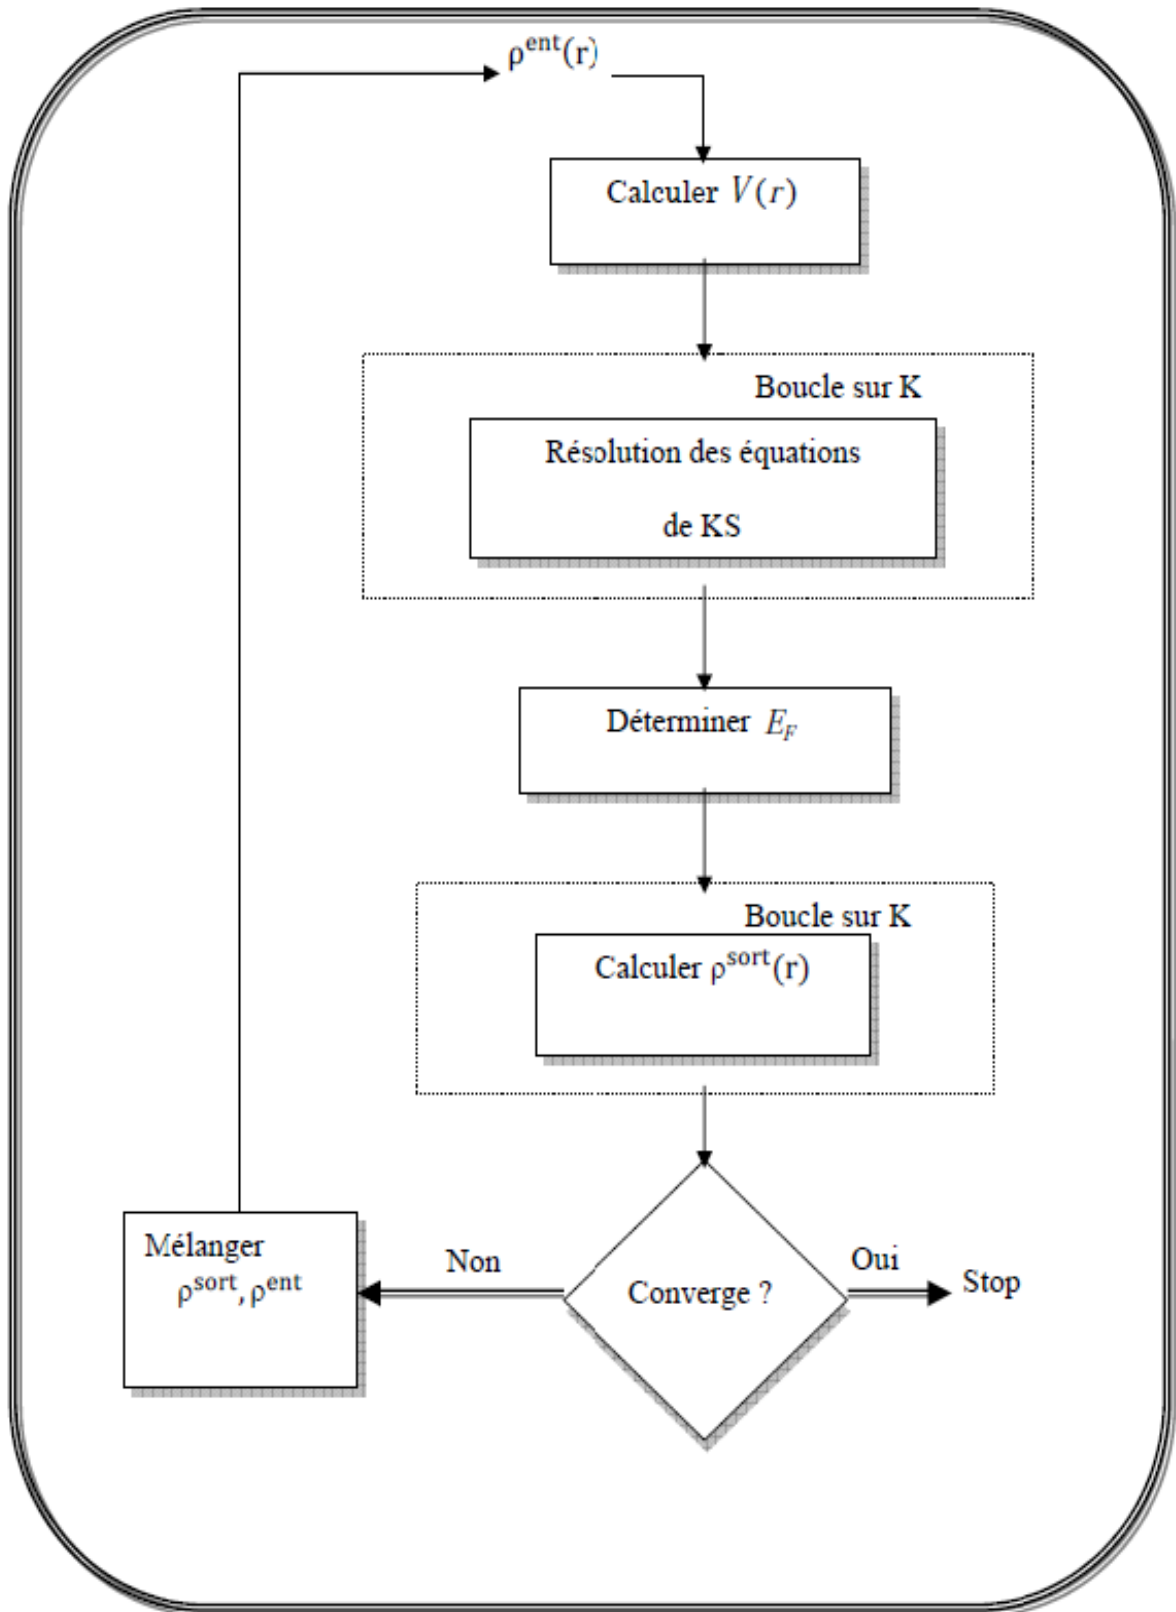 ρ^ent(r)
Calculer V(r)
Boucle sur K
Résolution des équations
de KS
Déterminer E_F
Boucle sur K
Calculer ρ^sort(r)
Mélanger
ρ^sort, ρ^ent
Non
Converge ?
Oui
Stop